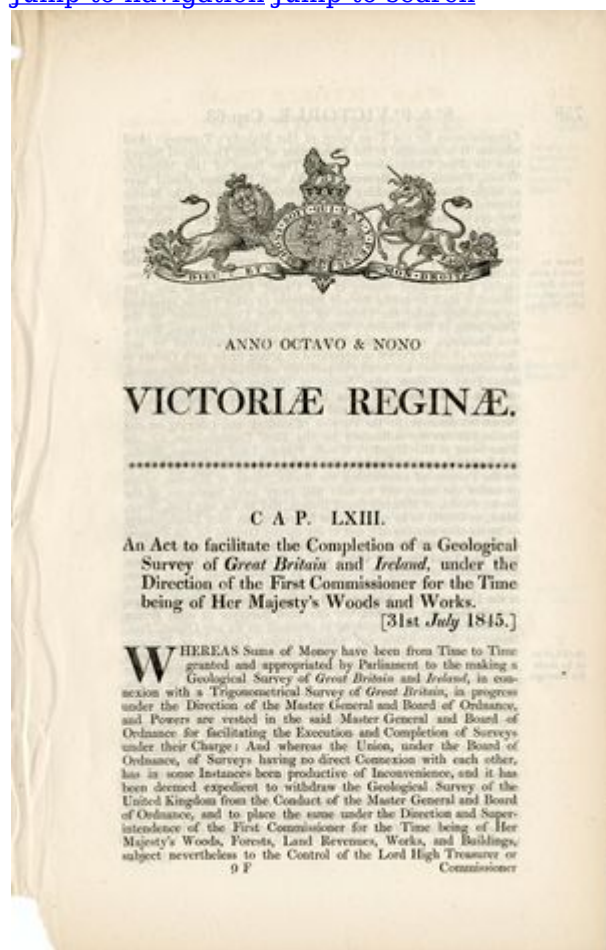 Jump to navigation Jump to search
DIEU ET MON DROIT
ANNO OCTAVO & NONO
VICTORIÆ REGINÆ.
CAP. LXIII.
An Act to facilitate the Completion of a Geological
Survey of Great Britain and Ireland, under the
Direction of the First Commissioner for the Time
being of Her Majesty's Woods and Works.
[31st July 1845.]
WHEREAS Sums of Money have been from Time to Time
granted and appropriated by Parliament to the making a
Geological Survey of Great Britain and Ireland, in con-
nexion with a Trigonometrical Survey of Great Britain, in progress
under the Direction of the Master General and Board of Ordnance,
and Powers are vested in the said Master General and Board of
Ordnance for facilitating the Execution and Completion of Surveys
under their Charge: And whereas the Union, under the Board of
Ordnance, of Surveys having no direct Connexion with each other,
has in some Instances been productive of Inconvenience, and it has
been deemed expedient to withdraw the Geological Survey of the
United Kingdom from the Conduct of the Master General and Board
of Ordnance, and to place the same under the Direction and Super-
intendence of the First Commissioner for the Time being of Her
Majesty's Woods, Forests, Land Revenues, Works, and Buildings,
subject nevertheless to the Control of the Lord High Treasurer or
9 F Commissioner